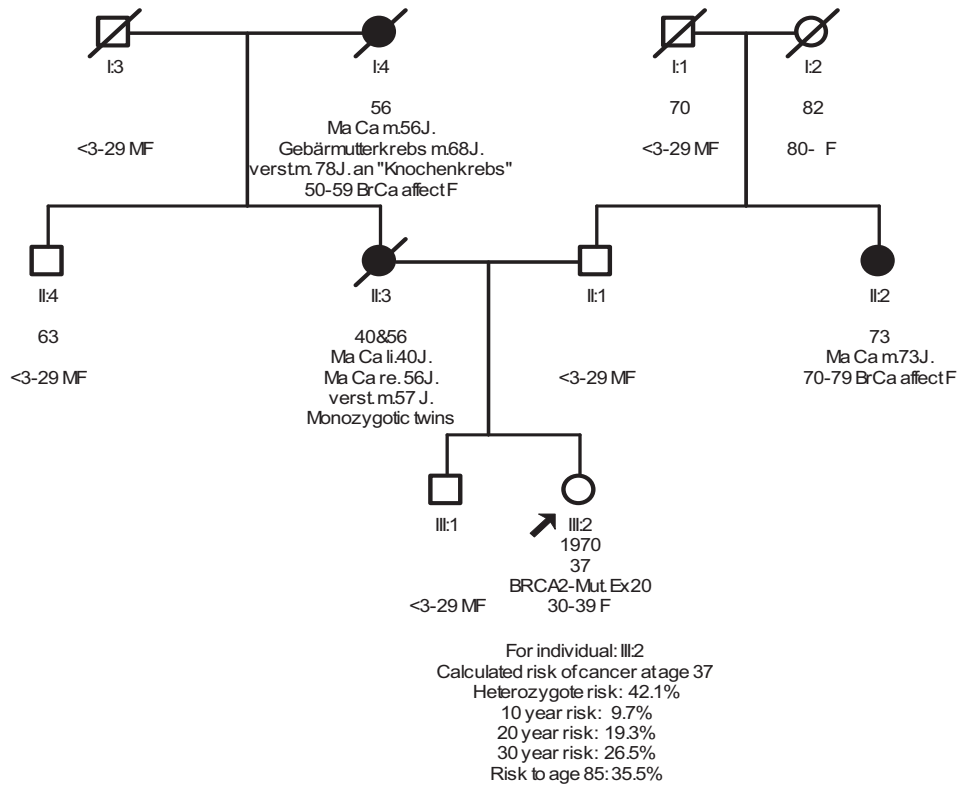 I:3
I:4
I:1
I:2
56
70
82
Ma Ca m.56J.
<3-29 MF
Gebärmutterkrebs m.68J.
<3-29 MF
80- F
verst.m. 78J. an "Knochenkrebs"
50-59 BrCa affect F
II:4
II:3
II:1
II:2
63
40&56
73
Ma Ca li.40J.
Ma Ca m.73J.
<3-29 MF
Ma Ca re. 56J.
<3-29 MF
70-79 BrCa affect F
verst. m.57 J.
Monozygotic twins
III:1
III:2
1970
37
BRCA2-Mut. Ex20
<3-29 MF
30-39 F
For individual: III:2
Calculated risk of cancer at age 37
Heterozygote risk: 42.1%
10 year risk: 9.7%
20 year risk: 19.3%
30 year risk: 26.5%
Risk to age 85: 35.5%